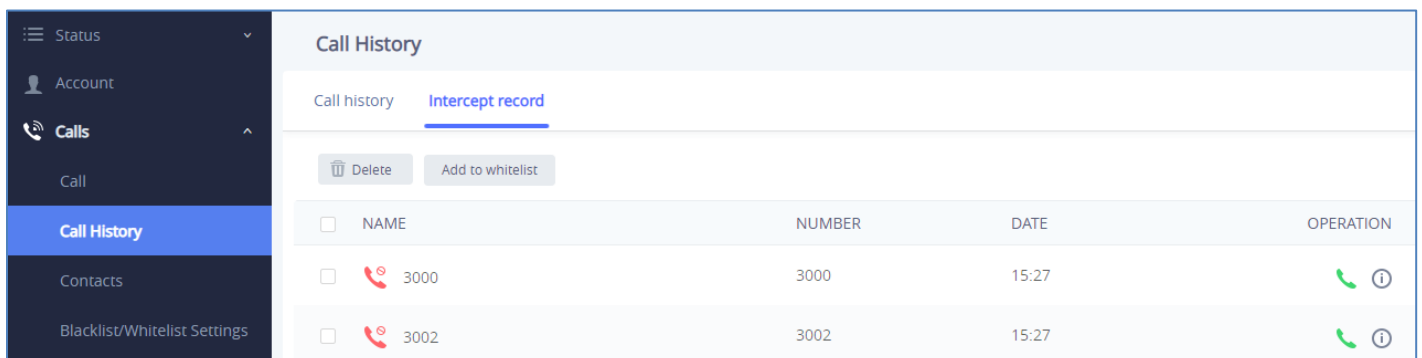 Status
Account
Calls
Call
Call History
Contacts
Blacklist/Whitelist Settings
Call History
Call history Intercept record
Delete Add to whitelist
NAME NUMBER DATE OPERATION
3000 3000 15:27
3002 3002 15:27